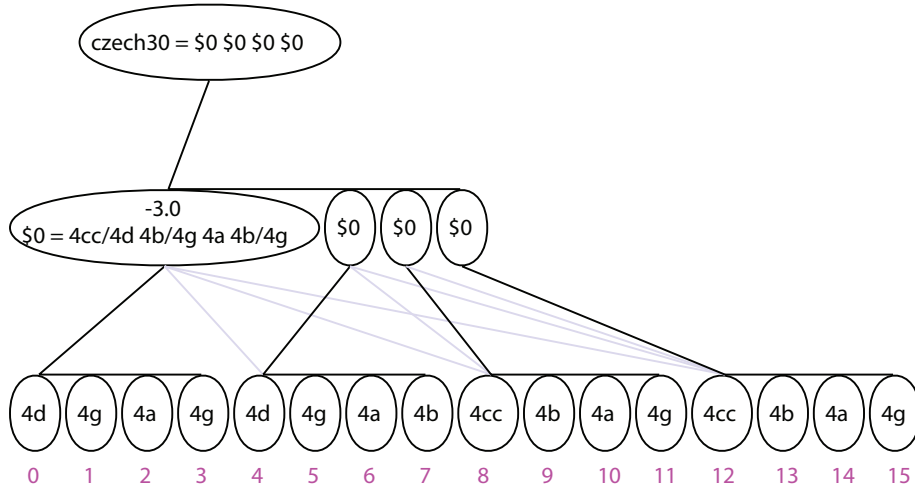 czech30 = $0 $0 $0 $0
-3.0
$0 = 4cc/4d 4b/4g 4a 4b/4g $0 $0 $0
4d 4g 4a 4g 4d 4g 4a 4b 4cc 4b 4a 4g 4cc 4b 4a 4g
0 1 2 3 4 5 6 7 8 9 10 11 12 13 14 15